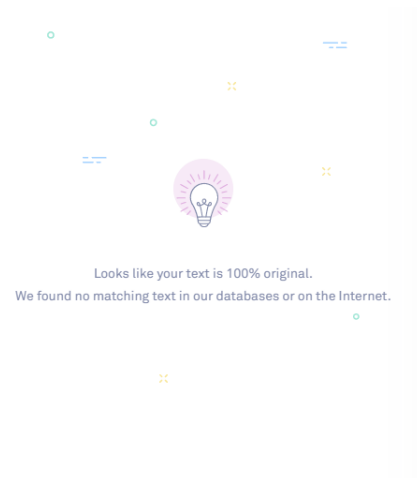 Looks like your text is 100% original.
We found no matching text in our databases or on the Internet.